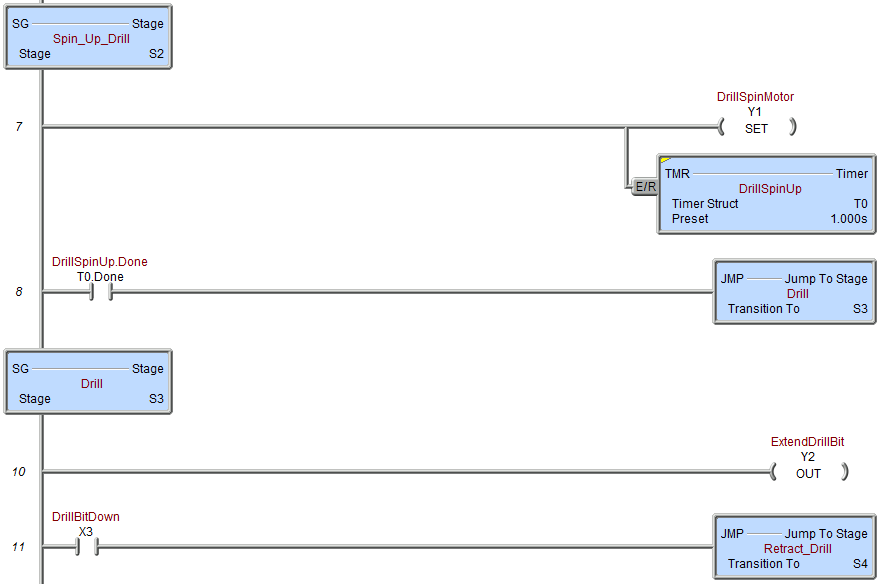 SG Stage
Spin_Up_Drill
Stage S2
DrillSpinMotor
Y1
7 SET
E/R
TMR Timer
DrillSpinUp
Timer Struct T0
Preset 1.000s
DrillSpinUp.Done
T0.Done
8
JMP Jump To Stage
Drill
Transition To S3
SG Stage
Drill
Stage S3
ExtendDrillBit
Y2
10 OUT
DrillBitDown
X3
11
JMP Jump To Stage
Retract_Drill
Transition To S4